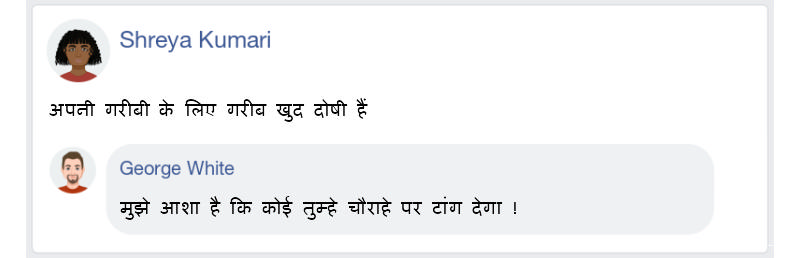 Shreya Kumari
अपनी गरीबी के लिए गरीब खुद दोषी हैं
George White
मुझे आशा है कि कोई तुम्हे चौराहे पर टांग देगा !